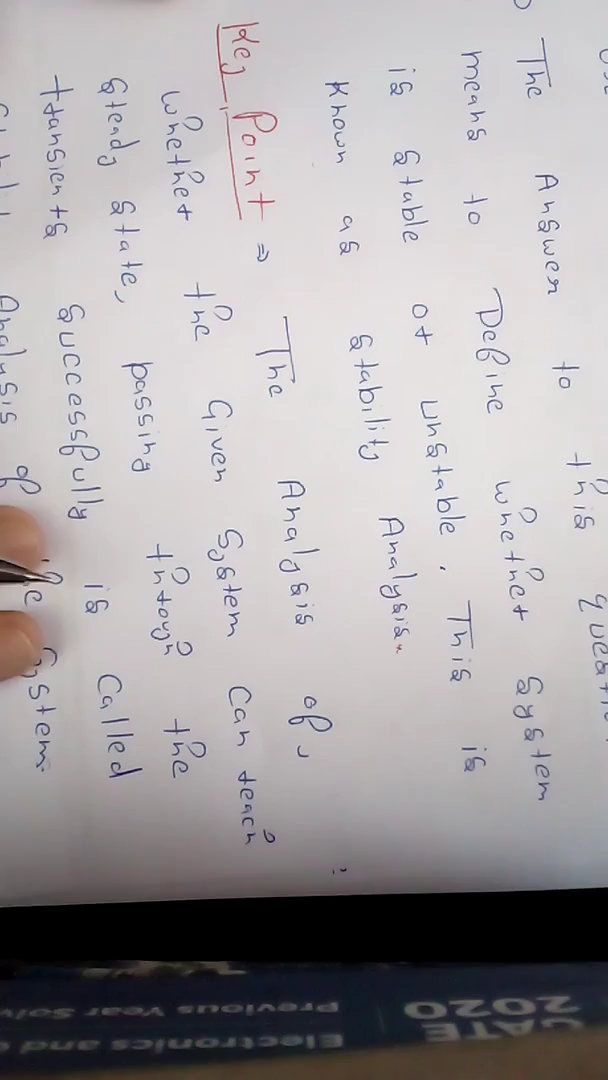 The Answer to this
means to Define whether system
is stable or unstable. This is
known as stability Analysis.
Key Point ⇒ The Analysis of
whether the Given System can reach
steady state, passing through the
transients successfully is called
Analysis of System.
GATE
2020
Previous Year Solv
Electronics and